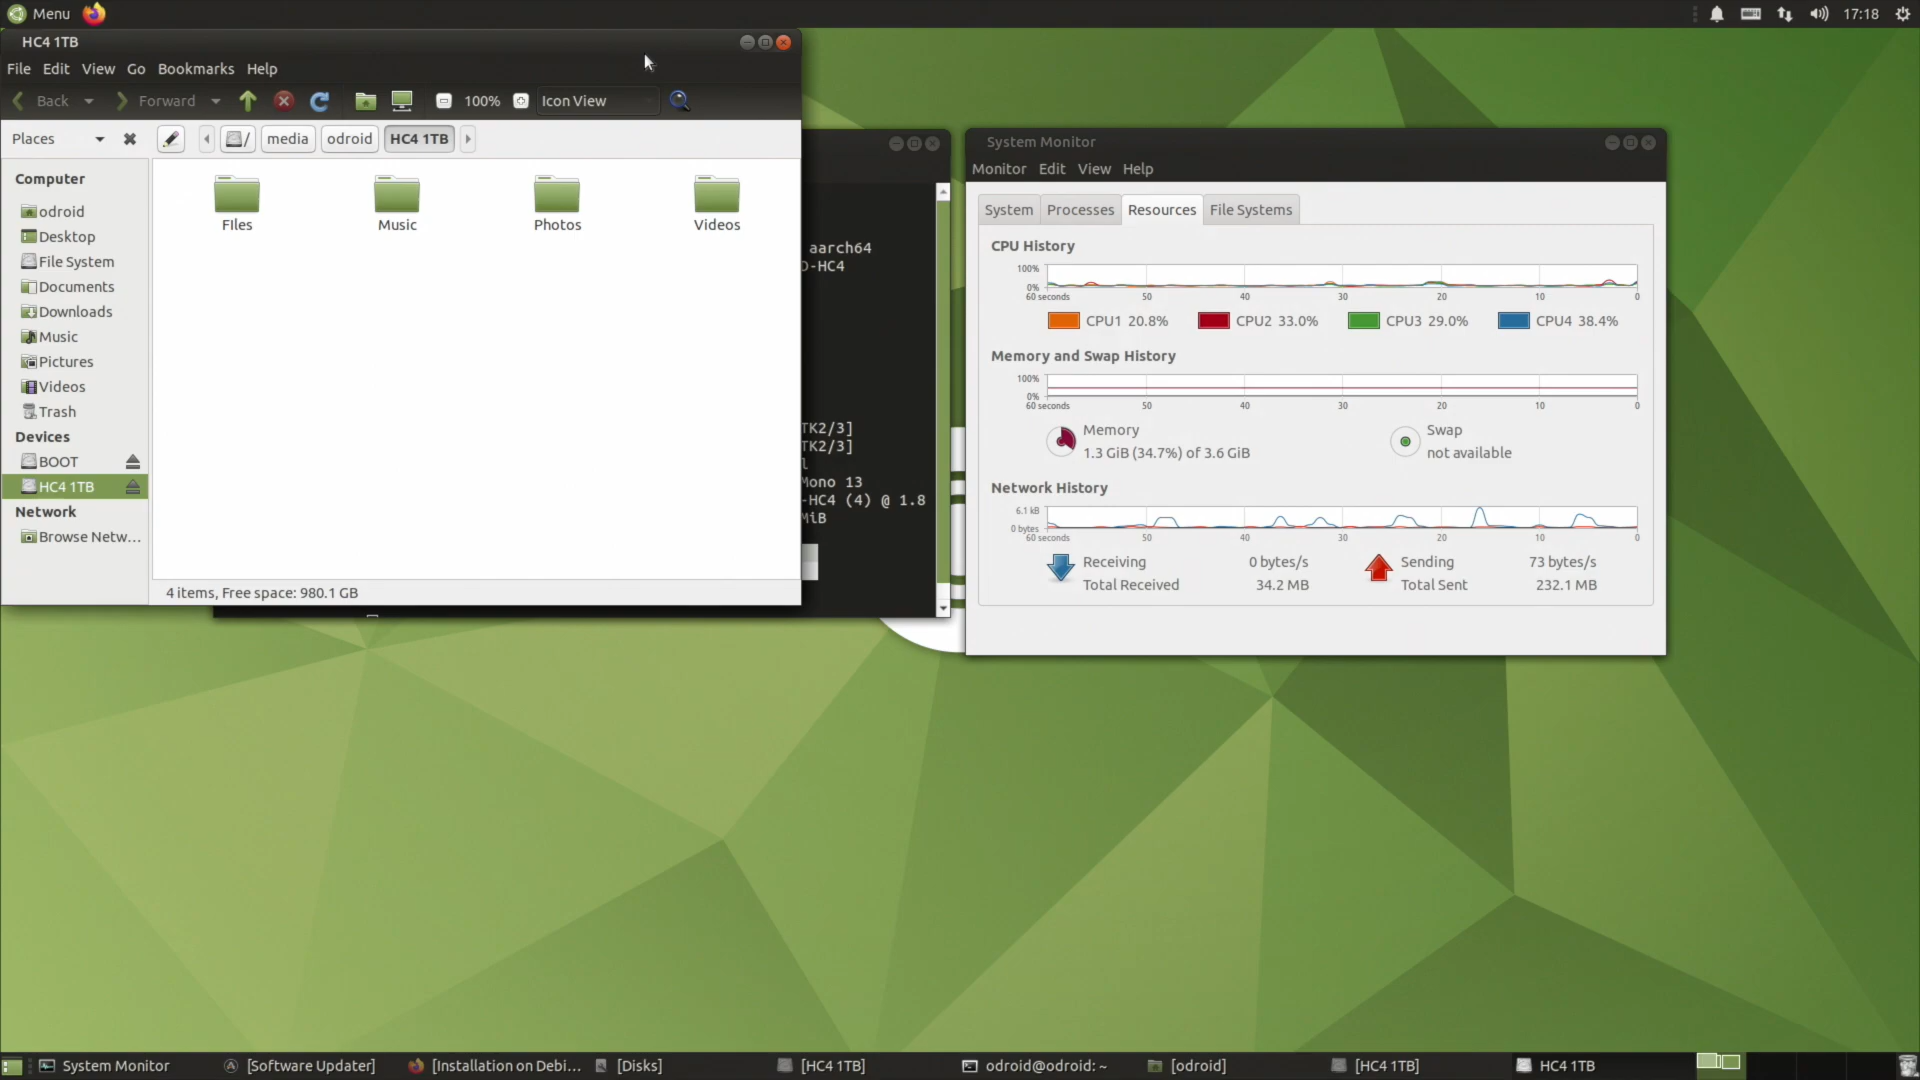 Menu
17:18
HC4 1TB
File Edit View Go Bookmarks Help
Back Forward 100% Icon View
Places / media odroid HC4 1TB
Computer
odroid
Desktop
File System
Documents
Downloads
Music
Pictures
Videos
Trash
Devices
BOOT
HC4 1TB
Network
Browse Netw...
FIles Music Photos Videos
4 items, Free space: 980.1 GB
aarch64
-HC4
TK2/3]
TK2/3]
l
Mono 13
-HC4 (4) @ 1.8
MiB
System Monitor
Monitor Edit View Help
System Processes Resources File Systems
CPU History
100%
0%
60 seconds 50 40 30 20 10 0
CPU1 20.8% CPU2 33.0% CPU3 29.0% CPU4 38.4%
Memory and Swap History
100%
0%
60 seconds 50 40 30 20 10 0
Memory
1.3 GiB (34.7%) of 3.6 GiB
Swap
not available
Network History
6.1 kB
0 bytes
60 seconds 50 40 30 20 10 0
Receiving 0 bytes/s
Total Received 34.2 MB
Sending 73 bytes/s
Total Sent 232.1 MB
System Monitor [Software Updater] [Installation on Debi... [Disks] [HC4 1TB] odroid@odroid: ~ [odroid] [HC4 1TB] HC4 1TB